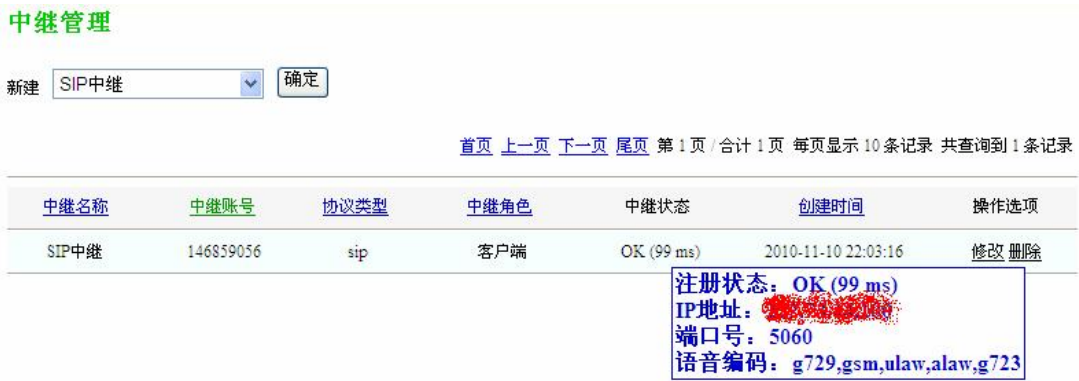 中继管理
新建 SIP中继 确定
首页 上一页 下一页 尾页 第 1 页 / 合计 1 页 每页显示 10 条记录 共查询到 1 条记录
中继名称 中继账号 协议类型 中继角色 中继状态 创建时间 操作选项
SIP中继 146859056 sip 客户端 OK (99 ms) 2010-11-10 22:03:16 修改 删除
注册状态：OK (99 ms)
IP地址：
端口号：5060
语音编码：g729,gsm,ulaw,alaw,g723